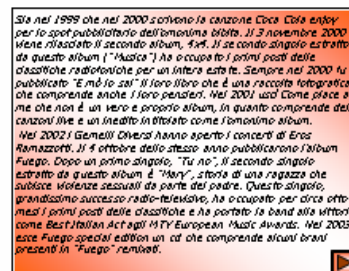 Sia nel 1999 che nel 2000 scrivono la canzone Coca Cola enjoy
per lo spot pubblicitario dell'omonima bibita. Il 3 novembre 2000
viene rilasciato il secondo album, 4x4. Il secondo singolo estratto
da questo album ("Musica") ha occupato i primi posti delle
classifiche radiofoniche per un intera estate. Sempre nel 2000 fu
pubblicato "E mò lo sai" il loro libro che è una raccolta fotografica
che comprende anche i loro pensieri. Nel 2001 uscì Come piace a
me che non è un vero e proprio album, in quanto comprende dei
canzoni live e un inedito intitolato come l'omonimo album.
Nel 2002 i Gemelli Diversi hanno aperto i concerti di Eros
Ramazzotti. Il 4 ottobre dello stesso anno pubblicarono l'album
Fuego. Dopo un primo singolo, "Tu no", il secondo singolo
estratto da questo album è "Mary", storia di una ragazza che
subisce violenze sessuali da parte del padre. Questo singolo,
grandissimo successo radio-televisivo, ha occupato per circa otto
mesi i primi posti delle classifiche e ha portato la band alla vittori
come Best Italian Act agli MTV European Music Awards. Nel 2003
esce Fuego special edition un cd che comprende alcuni brani
presenti in "Fuego" remixati.